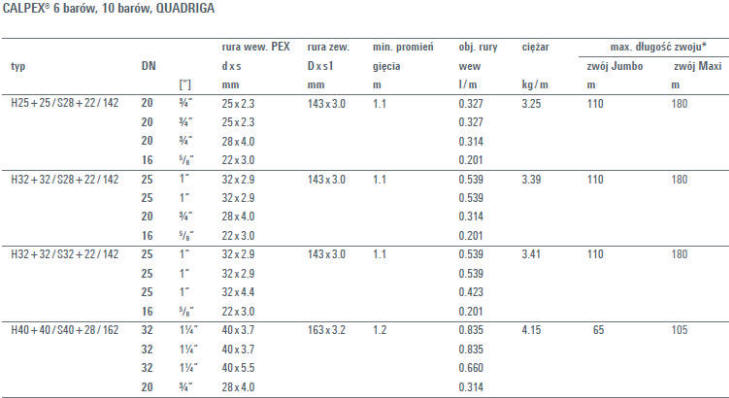 CALPEX® 6 barów, 10 barów, QUADRIGA
rura wew. PEX rura zew. min. promień obj. rury ciężar max. długość zwoju*
typ DN d x s D x s1 gięcia wew zwój Jumbo zwój Maxi
["] mm mm m l / m kg / m m m
H25 + 25 / S28 + 22 / 142 20 ¾" 25 x 2.3 143 x 3.0 1.1 0.327 3.25 110 180
20 ¾" 25 x 2.3 0.327
20 ¾" 28 x 4.0 0.314
16 ⁵/₈" 22 x 3.0 0.201
H32 + 32 / S28 + 22 / 142 25 1" 32 x 2.9 143 x 3.0 1.1 0.539 3.39 110 180
25 1" 32 x 2.9 0.539
20 ¾" 28 x 4.0 0.314
16 ⁵/₈" 22 x 3.0 0.201
H32 + 32 / S32 + 22 / 142 25 1" 32 x 2.9 143 x 3.0 1.1 0.539 3.41 110 180
25 1" 32 x 2.9 0.539
25 1" 32 x 4.4 0.423
16 ⁵/₈" 22 x 3.0 0.201
H40 + 40 / S40 + 28 / 162 32 1¼" 40 x 3.7 163 x 3.2 1.2 0.835 4.15 65 105
32 1¼" 40 x 3.7 0.835
32 1¼" 40 x 5.5 0.660
20 ¾" 28 x 4.0 0.314